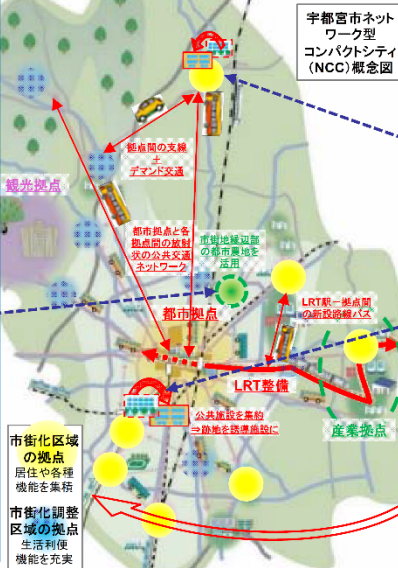 宇都宮市ネット
ワーク型
コンパクトシティ
(NCC)概念図
拠点間の支線
＋
デマンド交通
観光拠点
都市拠点と各
拠点間の放射
状の公共交通
ネットワーク
市街地縁辺部
の都市農地を
活用
都市拠点
LRT駅ー拠点間
の新設路線バス
LRT整備
産業拠点
公共施設を集約
⇒跡地を誘導施設に
市街化区域
の拠点
居住や各種
機能を集積
市街化調整
区域の拠点
生活利便
機能を充実